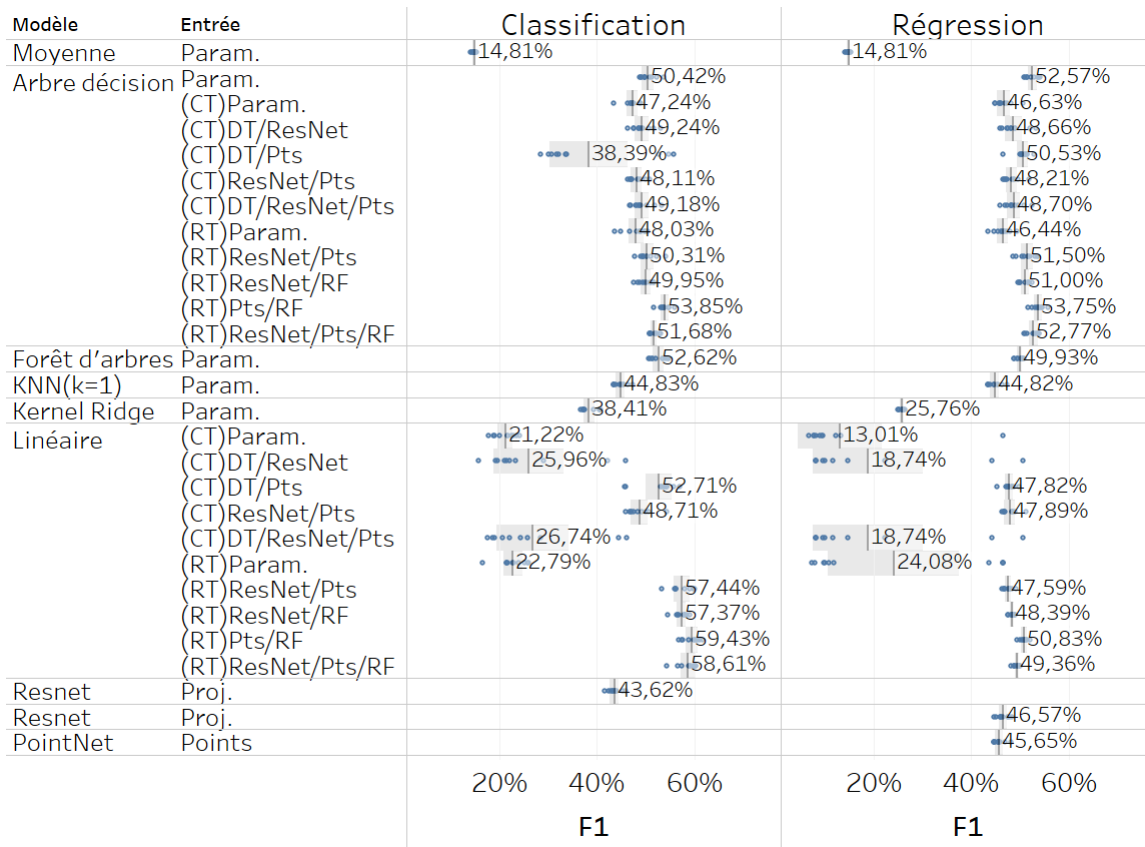 Modèle Entrée Classification Régression
Moyenne Param. 14,81% 14,81%
Arbre décision Param. 50,42% 52,57%
(CT)Param. 47,24% 46,63%
(CT)DT/ResNet 49,24% 48,66%
(CT)DT/Pts 38,39% 50,53%
(CT)ResNet/Pts 48,11% 48,21%
(CT)DT/ResNet/Pts 49,18% 48,70%
(RT)Param. 48,03% 46,44%
(RT)ResNet/Pts 50,31% 51,50%
(RT)ResNet/RF 49,95% 51,00%
(RT)Pts/RF 53,85% 53,75%
(RT)ResNet/Pts/RF 51,68% 52,77%
Forêt d'arbres Param. 52,62% 49,93%
KNN(k=1) Param. 44,83% 44,82%
Kernel Ridge Param. 38,41% 25,76%
Linéaire (CT)Param. 21,22% 13,01%
(CT)DT/ResNet 25,96% 18,74%
(CT)DT/Pts 52,71% 47,82%
(CT)ResNet/Pts 48,71% 47,89%
(CT)DT/ResNet/Pts 26,74% 18,74%
(RT)Param. 22,79% 24,08%
(RT)ResNet/Pts 57,44% 47,59%
(RT)ResNet/RF 57,37% 48,39%
(RT)Pts/RF 59,43% 50,83%
(RT)ResNet/Pts/RF 58,61% 49,36%
Resnet Proj. 43,62%
Resnet Proj. 46,57%
PointNet Points 45,65%
20% 40% 60% 20% 40% 60%
F1 F1